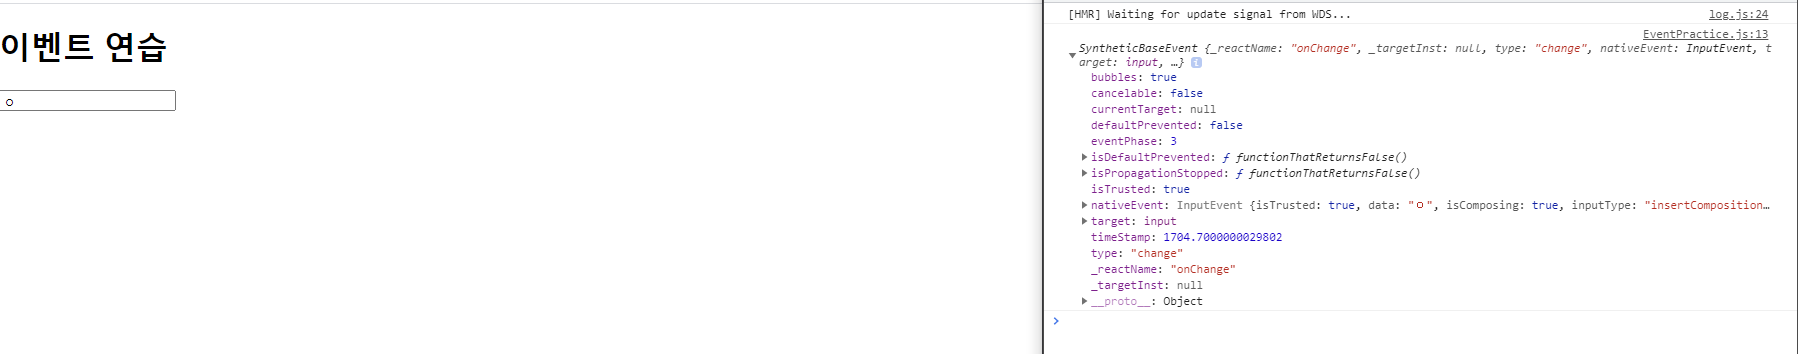 이벤트 연습
ㅇ
[HMR] Waiting for update signal from WDS... log.js:24
EventPractice.js:13
SyntheticBaseEvent {_reactName: "onChange", _targetInst: null, type: "change", nativeEvent: InputEvent, t
arget: input, …} i
bubbles: true
cancelable: false
currentTarget: null
defaultPrevented: false
eventPhase: 3
isDefaultPrevented: ƒ functionThatReturnsFalse()
isPropagationStopped: ƒ functionThatReturnsFalse()
isTrusted: true
nativeEvent: InputEvent {isTrusted: true, data: "ㅇ", isComposing: true, inputType: "insertComposition…
target: input
timeStamp: 1704.7000000029802
type: "change"
_reactName: "onChange"
_targetInst: null
__proto__: Object